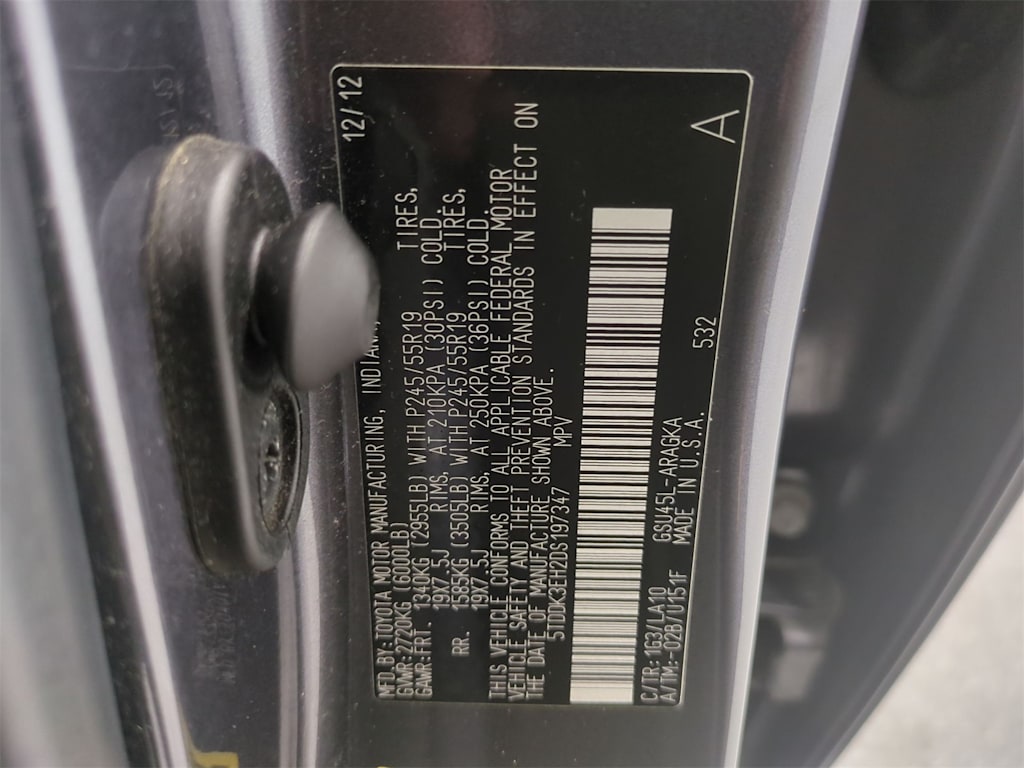 MFD.BY:TOYOTA MOTOR MANUFACTURING, 12/12
GVWR:2720KG (6000LB)
GAWR:FRT. 1340KG (2955LB) WITH P245/55R19 TIRES,
19X7.5J RIMS, AT 210KPA (30PSI) COLD
RR. 1585KG (3505LB) WITH P245/55R19 TIRES,
19X7.5J RIMS, AT 250KPA (36PSI) COLD.
THIS VEHICLE CONFORMS TO ALL APPLICABLE FEDERAL MOTOR
VEHICLE SAFETY AND THEFT PREVENTION STANDARDS IN EFFECT ON
THE DATE OF MANUFACTURE SHOWN ABOVE.
5TDDK3EH2DS197347 MPV
C/TR:1G3/LA10 GSU45L-ARAGKA 532 A
A/TM:-02B/U151F MADE IN U.S.A.